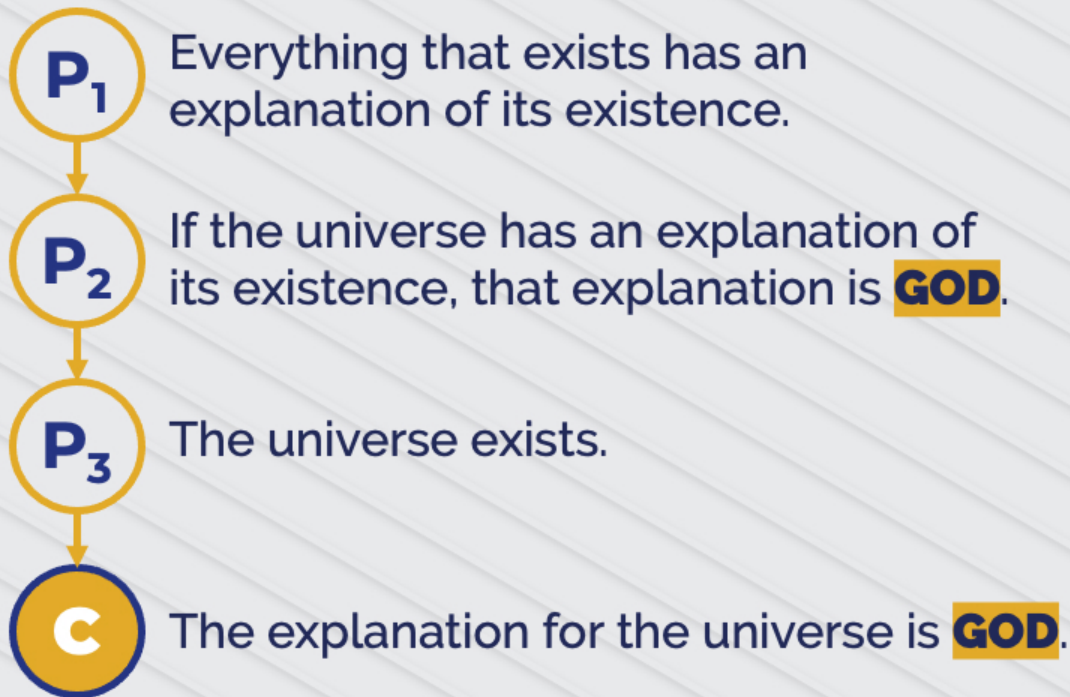 P₁ Everything that exists has an
explanation of its existence.
P₂ If the universe has an explanation of
its existence, that explanation is GOD.
P₃ The universe exists.
C The explanation for the universe is GOD.